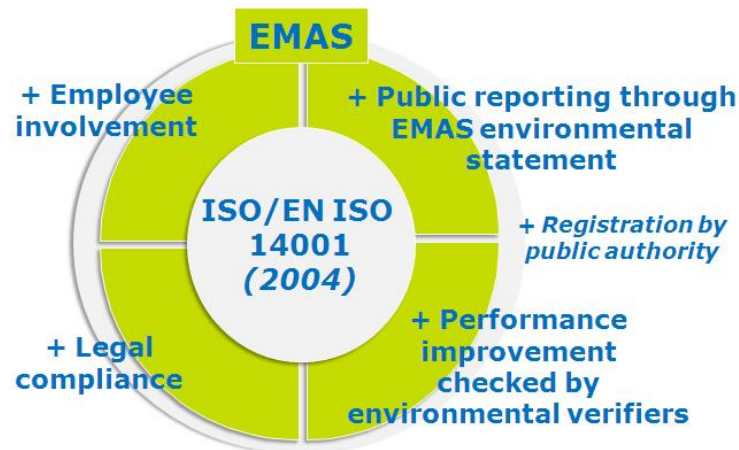 EMAS
+ Employee
involvement
+ Public reporting through
EMAS environmental
statement
ISO/EN ISO
14001
(2004)
+ Registration by
public authority
+ Legal
compliance
+ Performance
improvement
checked by
environmental verifiers